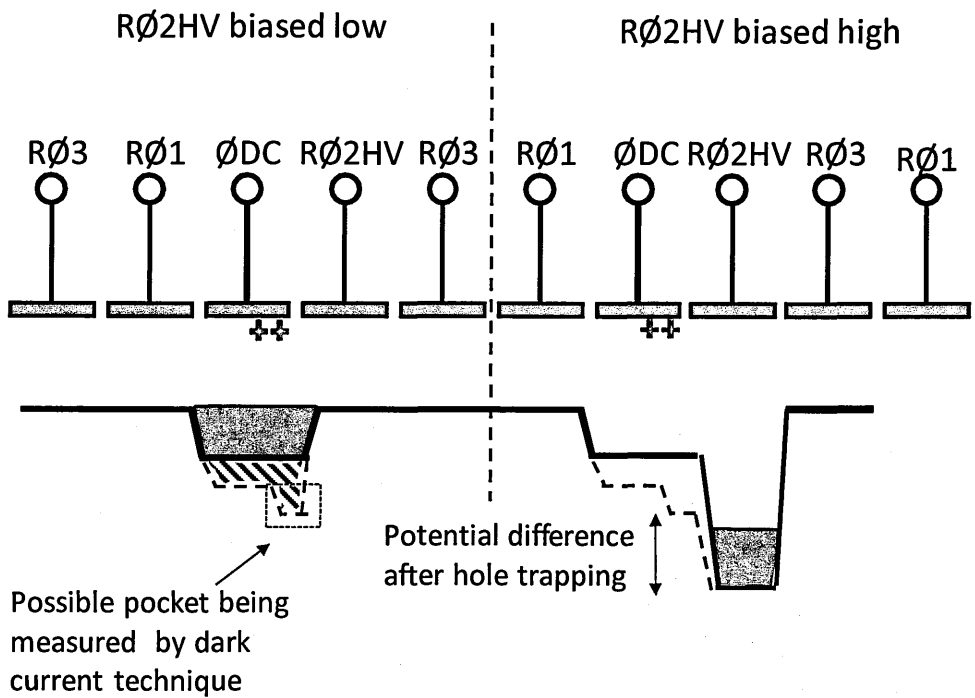 RØ2HV biased low
RØ2HV biased high
RØ3 RØ1 ØDC RØ2HV RØ3
RØ1 ØDC RØ2HV RØ3 RØ1
Potential difference
after hole trapping
Possible pocket being
measured by dark
current technique